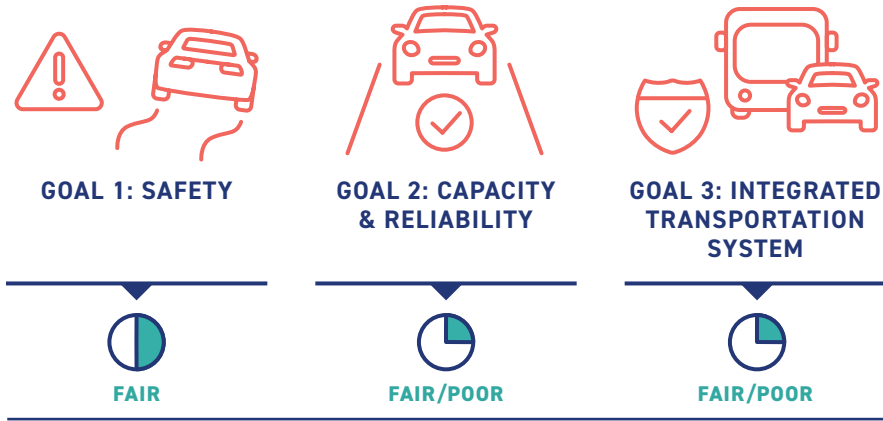 GOAL 1: SAFETY
GOAL 2: CAPACITY
& RELIABILITY
GOAL 3: INTEGRATED
TRANSPORTATION
SYSTEM
FAIR
FAIR/POOR
FAIR/POOR